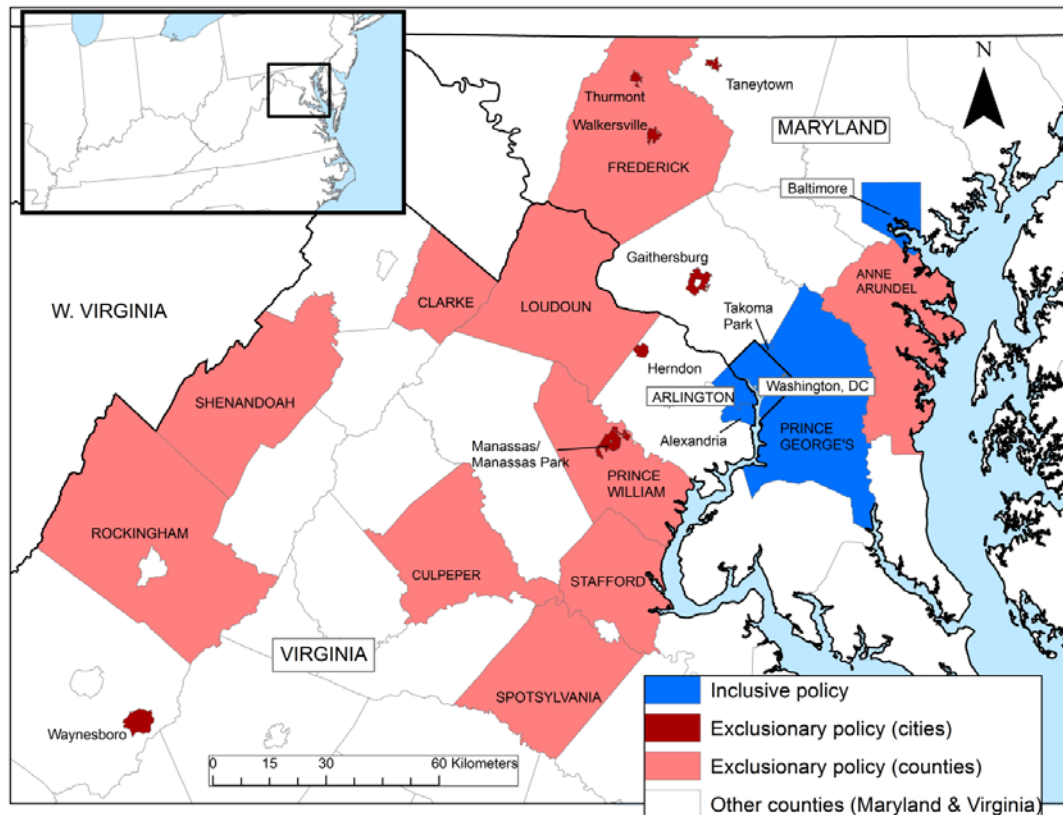 N
Thurmont
Taneytown
Walkersville
MARYLAND
FREDERICK
Baltimore
Gaithersburg
ANNE
ARUNDEL
CLARKE
LOUDOUN
W. VIRGINIA
Takoma
Park
Herndon
Washington, DC
ARLINGTON
SHENANDOAH
Alexandria
PRINCE
GEORGE'S
Manassas/
Manassas Park
PRINCE
WILLIAM
ROCKINGHAM
CULPEPER
STAFFORD
VIRGINIA
SPOTSYLVANIA
Waynesboro
0 15 30 60 Kilometers
Inclusive policy
Exclusionary policy (cities)
Exclusionary policy (counties)
Other counties (Maryland & Virginia)